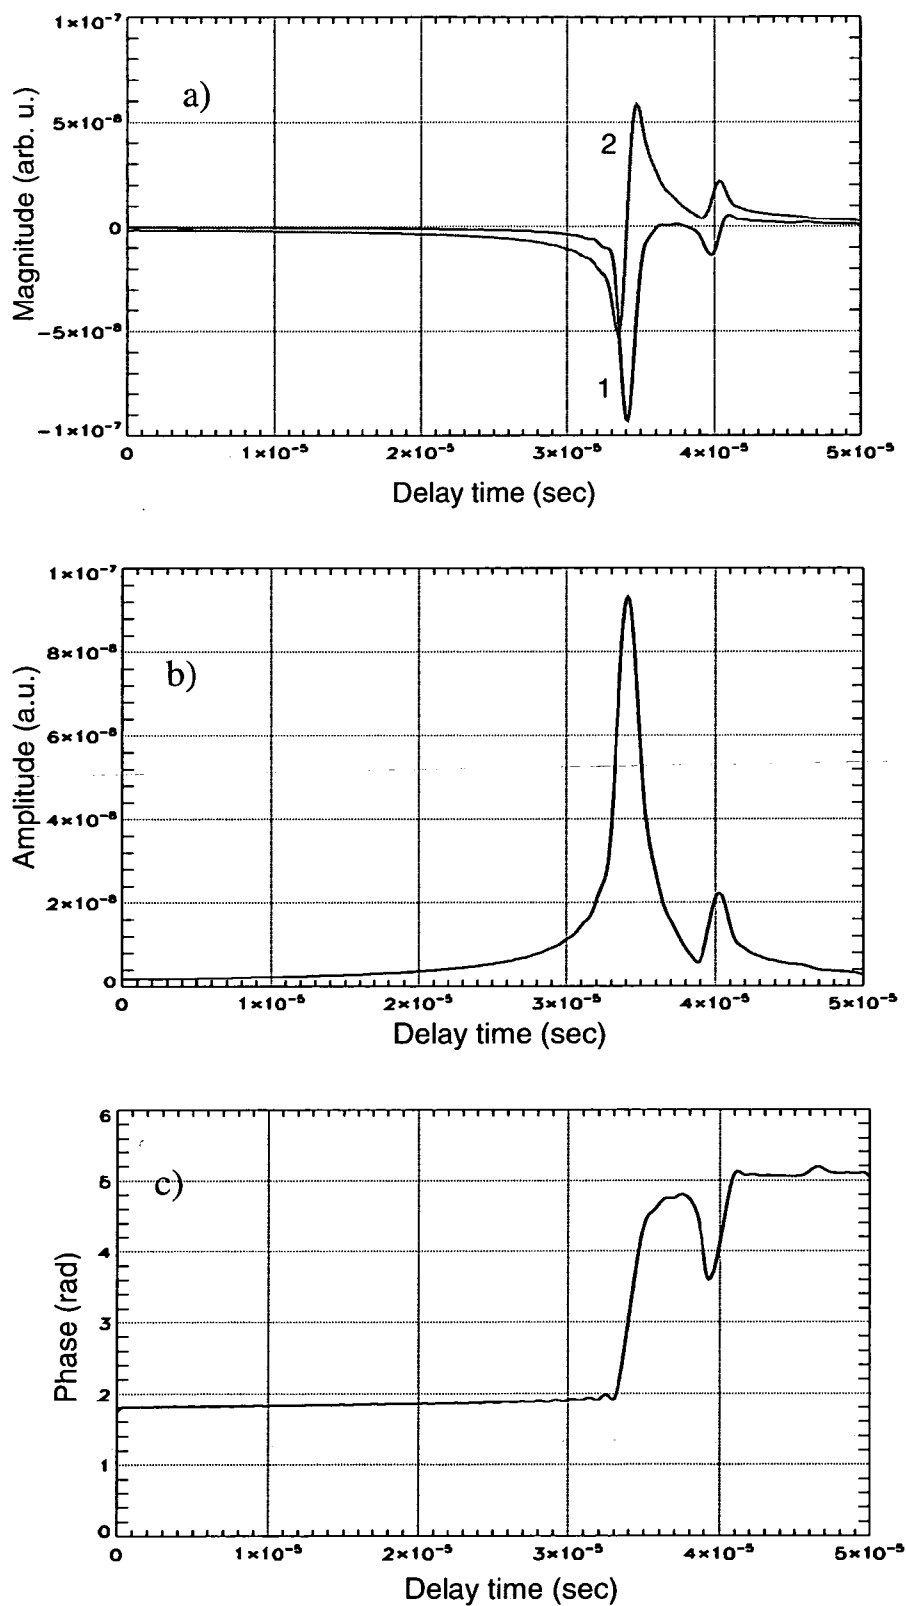 1×10⁻⁷
a)
5×10⁻⁸
2
0
−5×10⁻⁸
1
−1×10⁻⁷
Magnitude (arb. u.)
0 1×10⁻⁵ 2×10⁻⁵ 3×10⁻⁵ 4×10⁻⁵ 5×10⁻⁵
Delay time (sec)
1×10⁻⁷
8×10⁻⁸
b)
6×10⁻⁸
4×10⁻⁸
2×10⁻⁸
0
Amplitude (a.u.)
0 1×10⁻⁵ 2×10⁻⁵ 3×10⁻⁵ 4×10⁻⁵ 5×10⁻⁵
Delay time (sec)
6
5
c)
4
3
2
1
0
Phase (rad)
0 1×10⁻⁵ 2×10⁻⁵ 3×10⁻⁵ 4×10⁻⁵ 5×10⁻⁵
Delay time (sec)